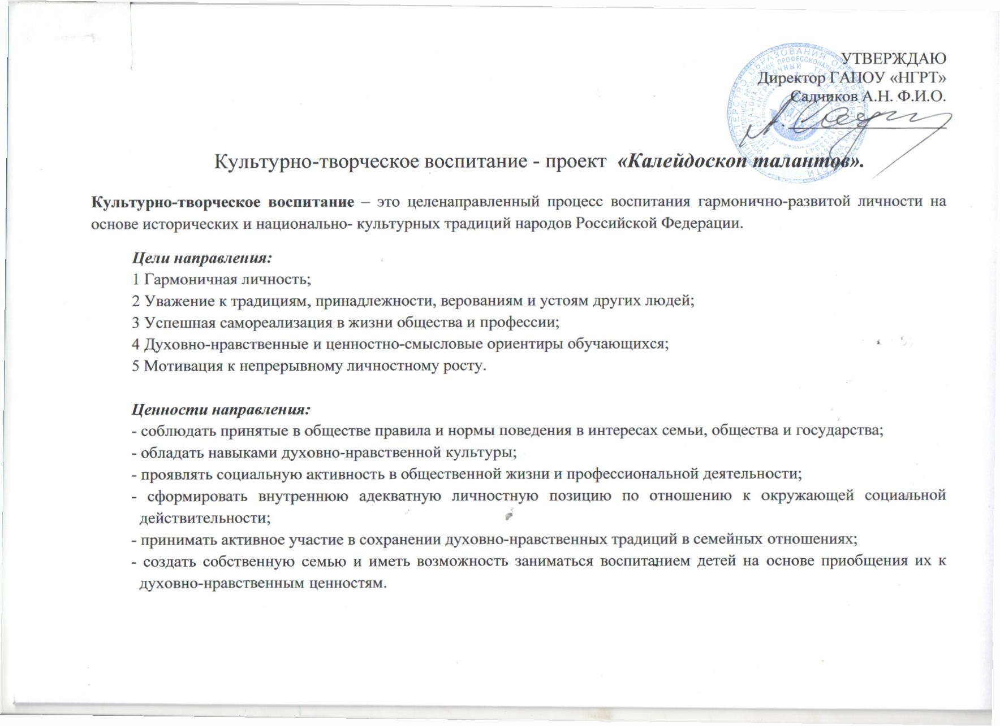 УТВЕРЖДАЮ
Директор ГАПОУ «НГРТ»
Садчиков А.Н. Ф.И.О.
Культурно-творческое воспитание - проект «Калейдоскоп талантов».
Культурно-творческое воспитание – это целенаправленный процесс воспитания гармонично-развитой личности на
основе исторических и национально- культурных традиций народов Российской Федерации.
Цели направления:
1 Гармоничная личность;
2 Уважение к традициям, принадлежности, верованиям и устоям других людей;
3 Успешная самореализация в жизни общества и профессии;
4 Духовно-нравственные и ценностно-смысловые ориентиры обучающихся;
5 Мотивация к непрерывному личностному росту.
Ценности направления:
- соблюдать принятые в обществе правила и нормы поведения в интересах семьи, общества и государства;
- обладать навыками духовно-нравственной культуры;
- проявлять социальную активность в общественной жизни и профессиональной деятельности;
- сформировать внутреннюю адекватную личностную позицию по отношению к окружающей социальной
действительности;
- принимать активное участие в сохранении духовно-нравственных традиций в семейных отношениях;
- создать собственную семью и иметь возможность заниматься воспитанием детей на основе приобщения их к
духовно-нравственным ценностям.